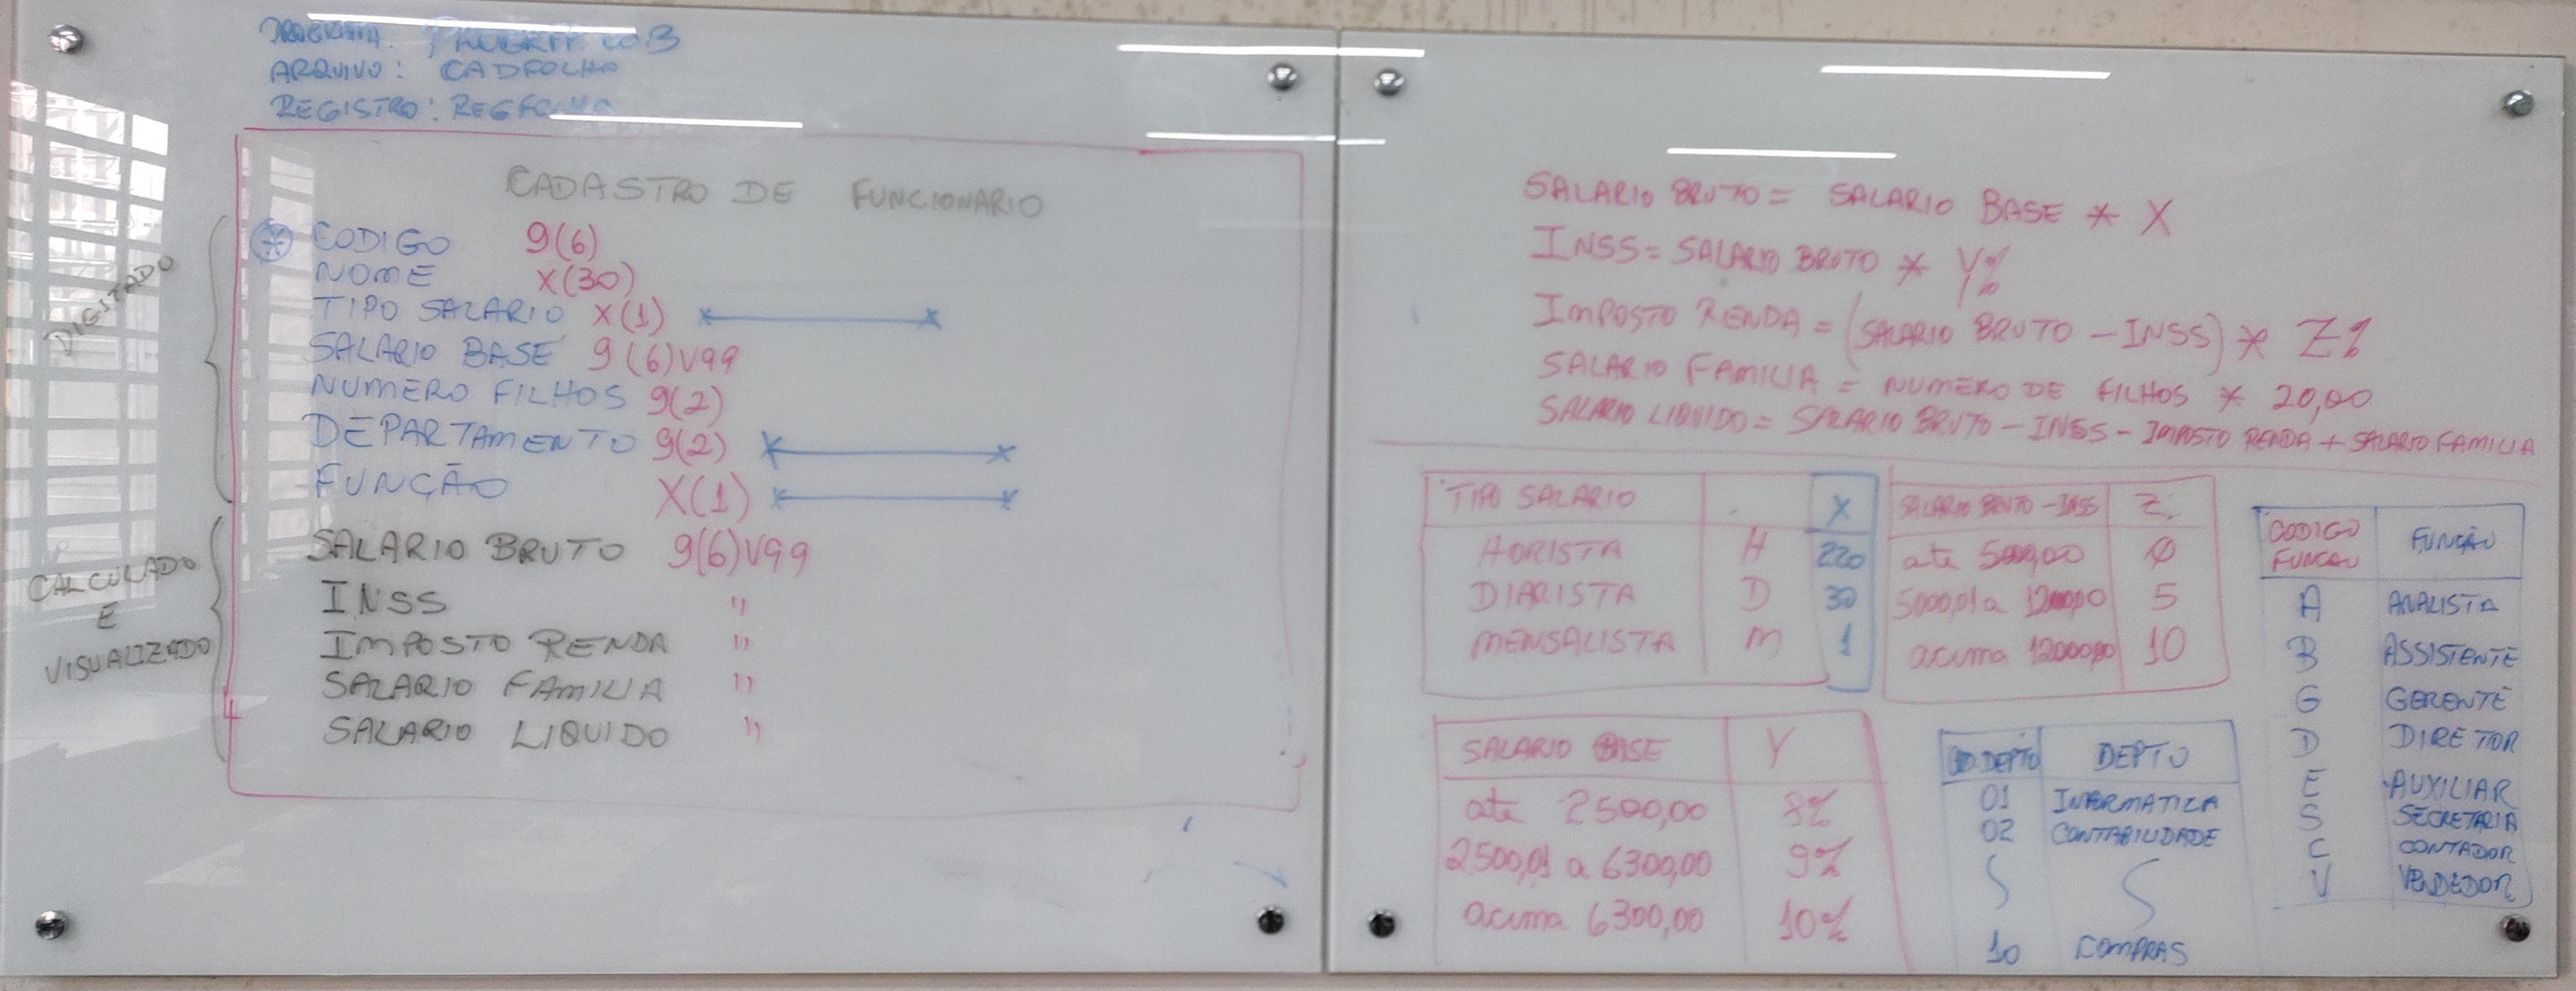 PROGRAMA:
ARQUIVO: CADFOLHA
REGISTRO: REGFOLHA
CADASTRO DE FUNCIONARIO
DIGITADO
* CODIGO 9(6)
NOME X(30)
TIPO SALARIO X(1)
SALARIO BASE 9(6)V99
NUMERO FILHOS 9(2)
DEPARTAMENTO 9(2)
FUNÇÃO X(1)
CALCULADO
E
VISUALIZADO
SALARIO BRUTO 9(6)V99
INSS "
IMPOSTO RENDA "
SALARIO FAMILIA "
SALARIO LIQUIDO "
SALARIO BRUTO = SALARIO BASE * X
INSS = SALARIO BRUTO * Y%
IMPOSTO RENDA = (SALARIO BRUTO - INSS) * Z%
SALARIO FAMILIA = NUMERO DE FILHOS * 20,00
SALARIO LIQUIDO = SALARIO BRUTO - INSS - IMPOSTO RENDA + SALARIO FAMILIA
TIPO SALARIO X
HORISTA H 220
DIARISTA D 30
MENSALISTA M 1
SALARIO BRUTO - INSS Z
ate 5000,00 0
5000,01 a 12000,00 5
acima 12000,00 10
CODIGO
FUNCAO
FUNÇÃO
A ANALISTA
B ASSISTENTE
G GERENTE
D DIRETOR
E AUXILIAR
S SECRETARIA
C CONTADOR
V VENDEDOR
SALARIO BASE Y
ate 2500,00 8%
2500,01 a 6300,00 9%
acima 6300,00 10%
COD.DEPTO DEPTO
01 INFORMATICA
02 CONTABILIDADE
10 COMPRAS